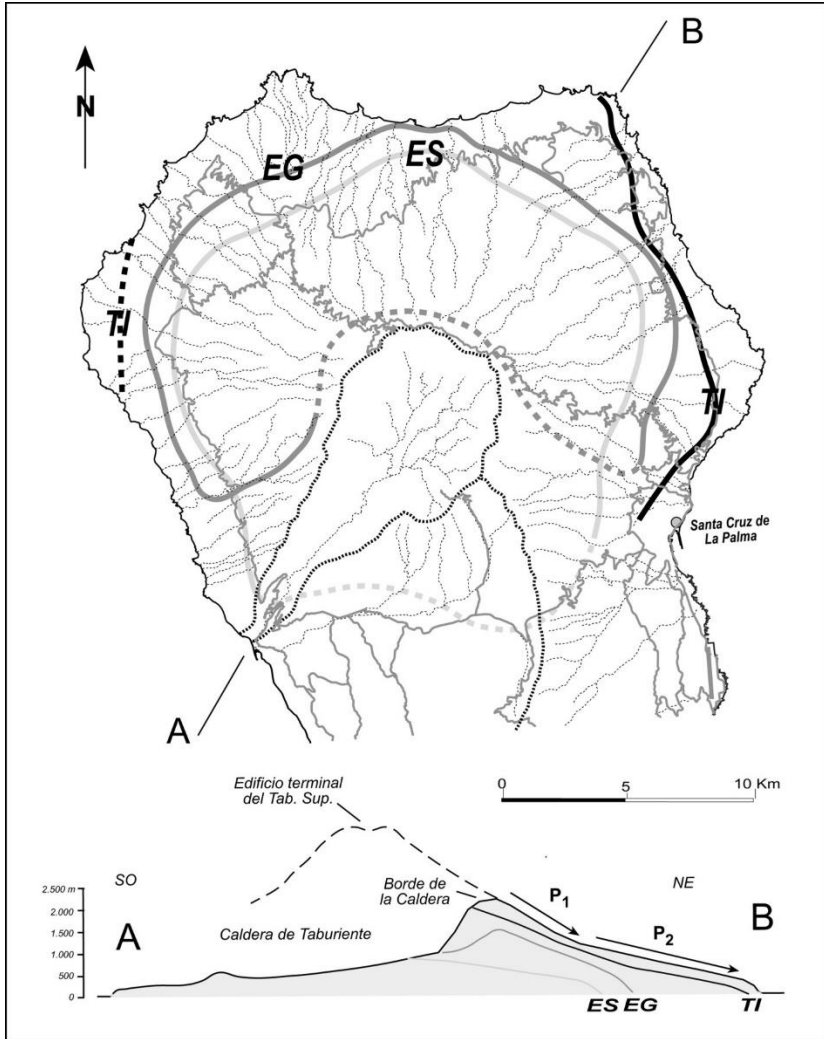 B
N
EG
ES
TI
TI
Santa Cruz de
La Palma
A
Edificio terminal
del Tab. Sup.
0
5
10 Km
SO
Borde de
la Caldera
P1
NE
2.500 m
2.000
1.500
1.000
500
0
A
Caldera de Taburiente
P2
B
ES
EG
TI